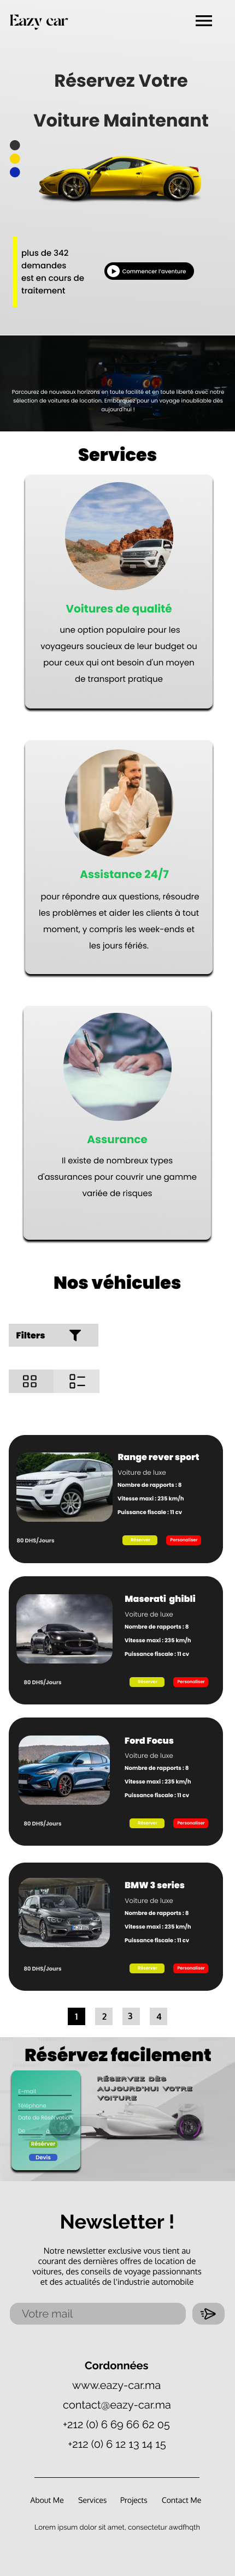 Eazy car
Réservez Votre
Voiture Maintenant
plus de 342
demandes
est en cours de
traitement
Commencer l'aventure
Parcourez de nouveaux horizons en toute facilité et en toute liberté avec notre
sélection de voitures de location. Embarquez pour un voyage inoubliable dès
aujourd'hui !
Services
Voitures de qualité
une option populaire pour les
voyageurs soucieux de leur budget ou
pour ceux qui ont besoin d'un moyen
de transport pratique
Assistance 24/7
pour répondre aux questions, résoudre
les problèmes et aider les clients à tout
moment, y compris les week-ends et
les jours fériés.
Assurance
Il existe de nombreux types
d'assurances pour couvrir une gamme
variée de risques
Nos véhicules
Filters
Range rever sport
Voiture de luxe
Nombre de rapports : 8
Vitesse maxi : 235 km/h
Puissance fiscale : 11 cv
80 DHS/Jours
Réserver
Personaliser
Maserati ghibli
Voiture de luxe
Nombre de rapports : 8
Vitesse maxi : 235 km/h
Puissance fiscale : 11 cv
80 DHS/Jours
Réserver
Personaliser
Ford Focus
Voiture de luxe
Nombre de rapports : 8
Vitesse maxi : 235 km/h
Puissance fiscale : 11 cv
80 DHS/Jours
Réserver
Personaliser
BMW 3 series
Voiture de luxe
Nombre de rapports : 8
Vitesse maxi : 235 km/h
Puissance fiscale : 11 cv
80 DHS/Jours
Réserver
Personaliser
1 2 3 4
Résérvez facilement
E-mail
Téléphone
Date de Réservation
De
Résérver
Devis
Réservez dès
aujourd'hui votre
voiture
Newsletter !
Notre newsletter exclusive vous tient au
courant des dernières offres de location de
voitures, des conseils de voyage passionnants
et des actualités de l'industrie automobile
Votre mail
Cordonnées
www.eazy-car.ma
contact@eazy-car.ma
+212 (0) 6 69 66 62 05
+212 (0) 6 12 13 14 15
About Me Services Projects Contact Me
Lorem ipsum dolor sit amet, consectetur awdfhqth